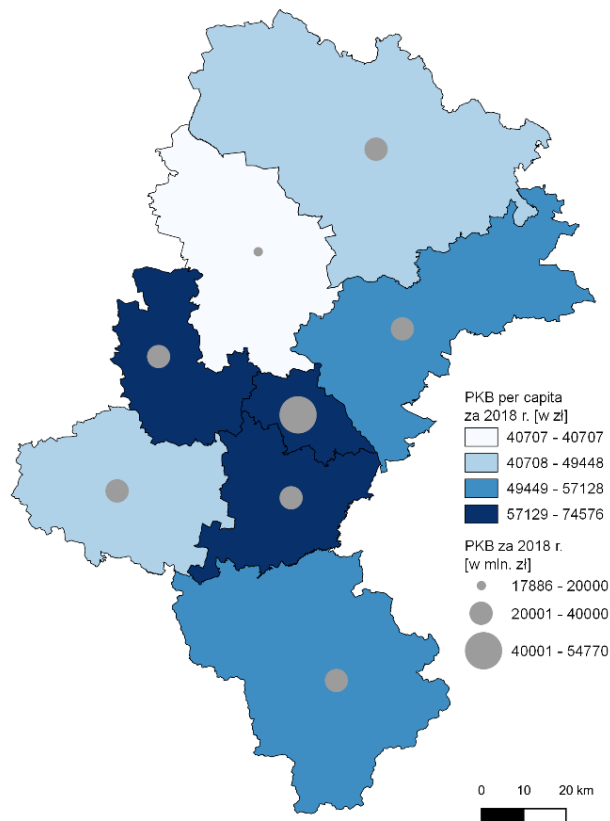 PKB per capita
za 2018 r. [w zł]
40707 - 40707
40708 - 49448
49449 - 57128
57129 - 74576
PKB za 2018 r.
[w mln. zł]
17886 - 20000
20001 - 40000
40001 - 54770
0 10 20 km